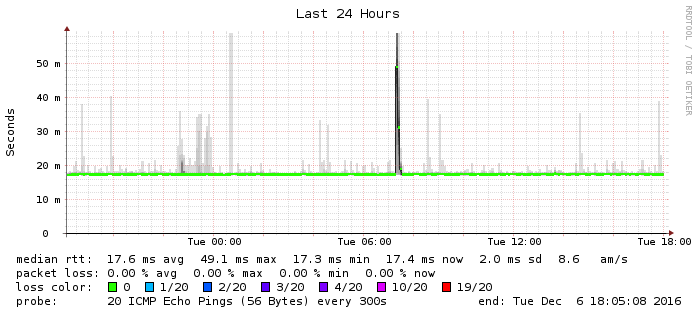 Last 24 Hours
RRDTOOL / TOBI OETIKER
Seconds
50 m
40 m
30 m
20 m
10 m
0
Tue 00:00 Tue 06:00 Tue 12:00 Tue 18:00
median rtt: 17.6 ms avg 49.1 ms max 17.3 ms min 17.4 ms now 2.0 ms sd 8.6 am/s
packet loss: 0.00 % avg 0.00 % max 0.00 % min 0.00 % now
loss color: 0 1/20 2/20 3/20 4/20 10/20 19/20
probe: 20 ICMP Echo Pings (56 Bytes) every 300s end: Tue Dec 6 18:05:08 2016